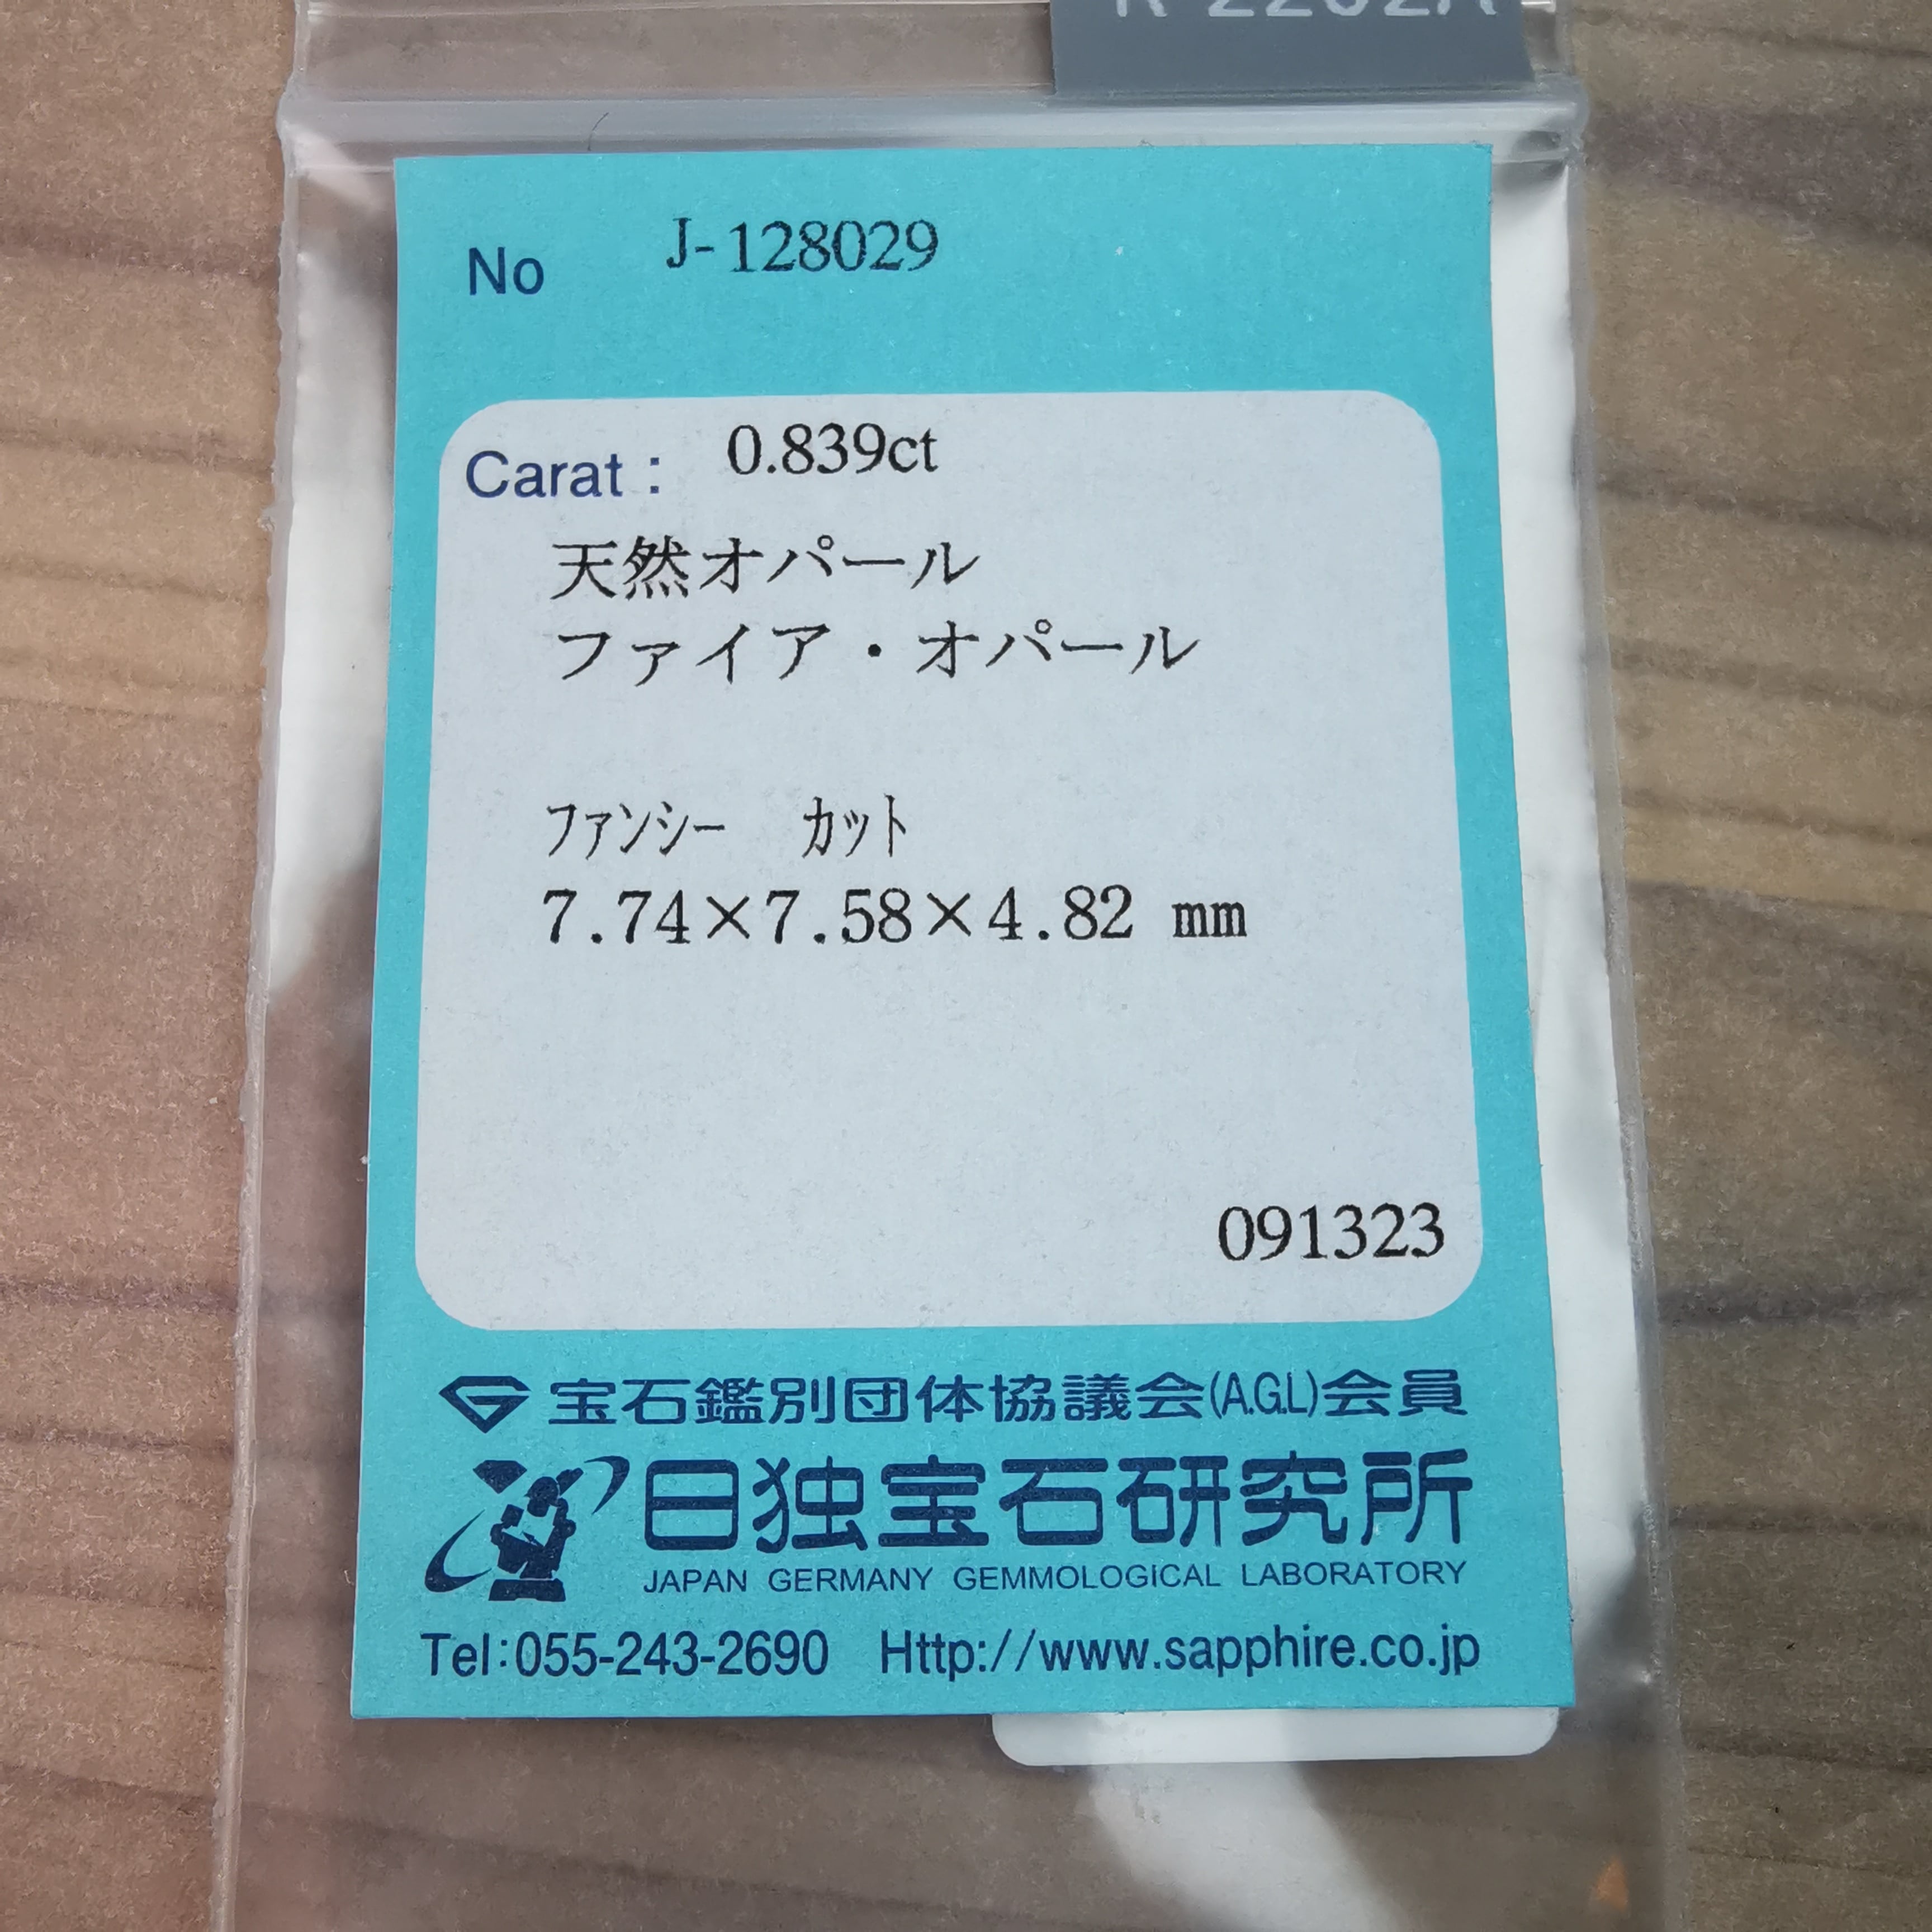 No J-128029
Carat : 0.839ct
天然オパール
ファイア・オパール
ファンシー カット
7.74×7.58×4.82 mm
091323
宝石鑑別団体協議会(A.G.L)会員
日独宝石研究所
JAPAN GERMANY GEMMOLOGICAL LABORATORY
Tel:055-243-2690 Http://www.sapphire.co.jp